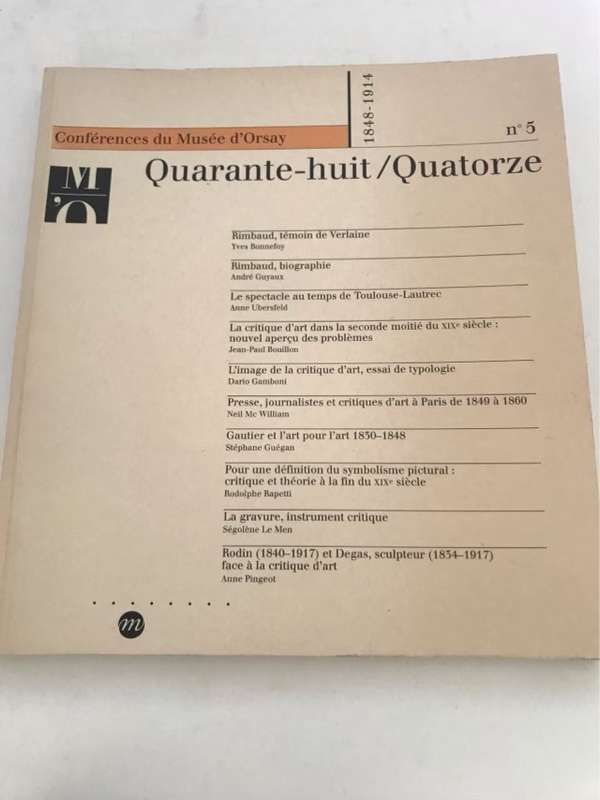 1848-1914
Conférences du Musée d'Orsay
n° 5
M'O
Quarante-huit/Quatorze
Rimbaud, témoin de Verlaine
Yves Bonnefoy
Rimbaud, biographie
André Guyaux
Le spectacle au temps de Toulouse-Lautrec
Anne Ubersfeld
La critique d'art dans la seconde moitié du XIXe siècle :
nouvel aperçu des problèmes
Jean-Paul Bouillon
L'image de la critique d'art, essai de typologie
Dario Gamboni
Presse, journalistes et critiques d'art à Paris de 1849 à 1860
Neil Mc William
Gautier et l'art pour l'art 1830-1848
Stéphane Guégan
Pour une définition du symbolisme pictural :
critique et théorie à la fin du XIXe siècle
Rodolphe Rapetti
La gravure, instrument critique
Ségolène Le Men
Rodin (1840-1917) et Degas, sculpteur (1834-1917)
face à la critique d'art
Anne Pingeot
m